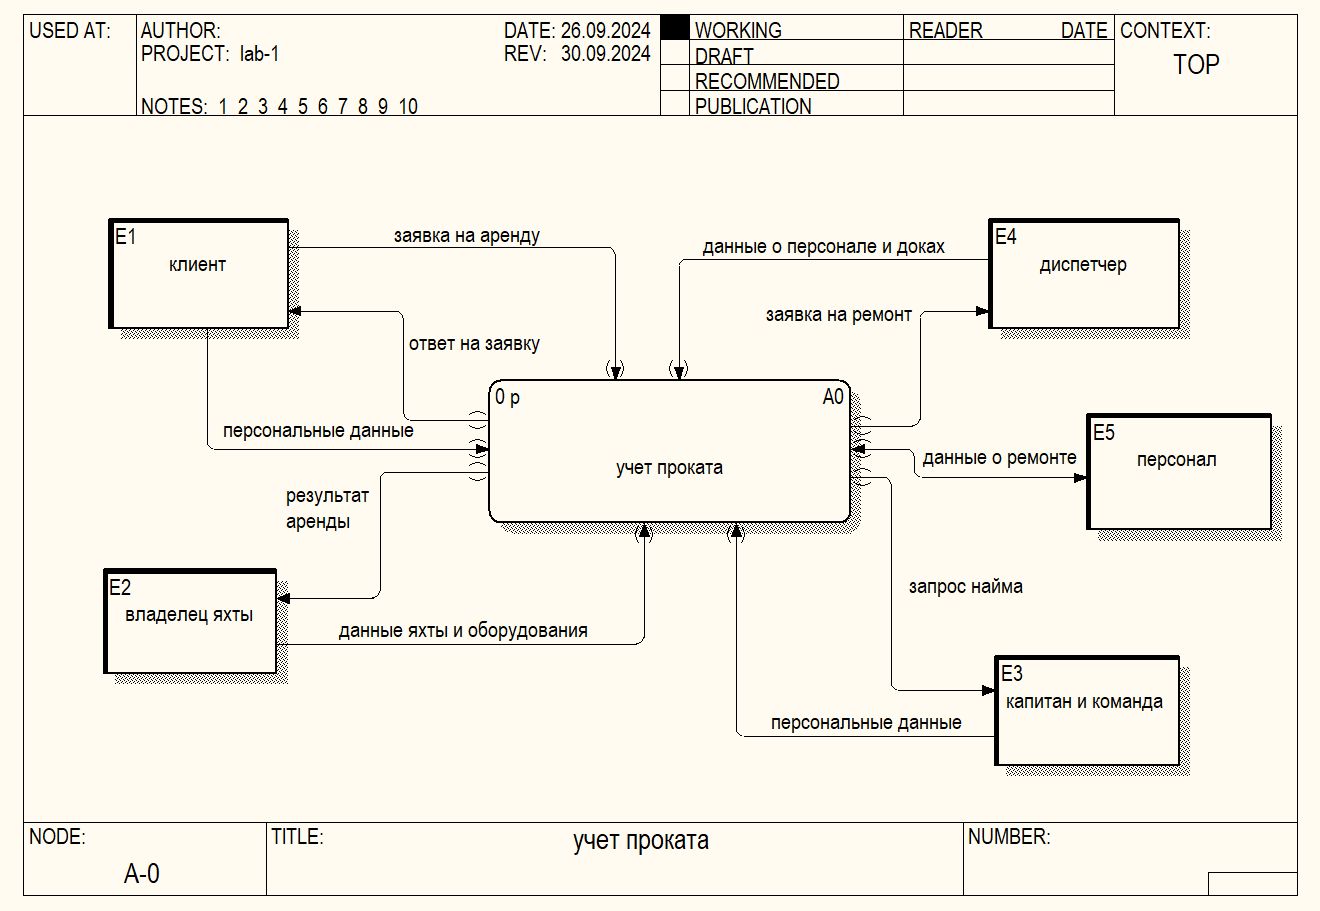 USED AT:
AUTHOR:
DATE: 26.09.2024
PROJECT: lab-1
REV: 30.09.2024
NOTES: 1 2 3 4 5 6 7 8 9 10
WORKING
DRAFT
RECOMMENDED
PUBLICATION
READER
DATE
CONTEXT:
TOP
E1
клиент
заявка на аренду
данные о персонале и доках
E4
диспетчер
заявка на ремонт
ответ на заявку
0 р
A0
учет проката
персональные данные
E5
персонал
данные о ремонте
результат
аренды
E2
владелец яхты
данные яхты и оборудования
запрос найма
E3
капитан и команда
персональные данные
NODE:
A-0
TITLE:
учет проката
NUMBER: